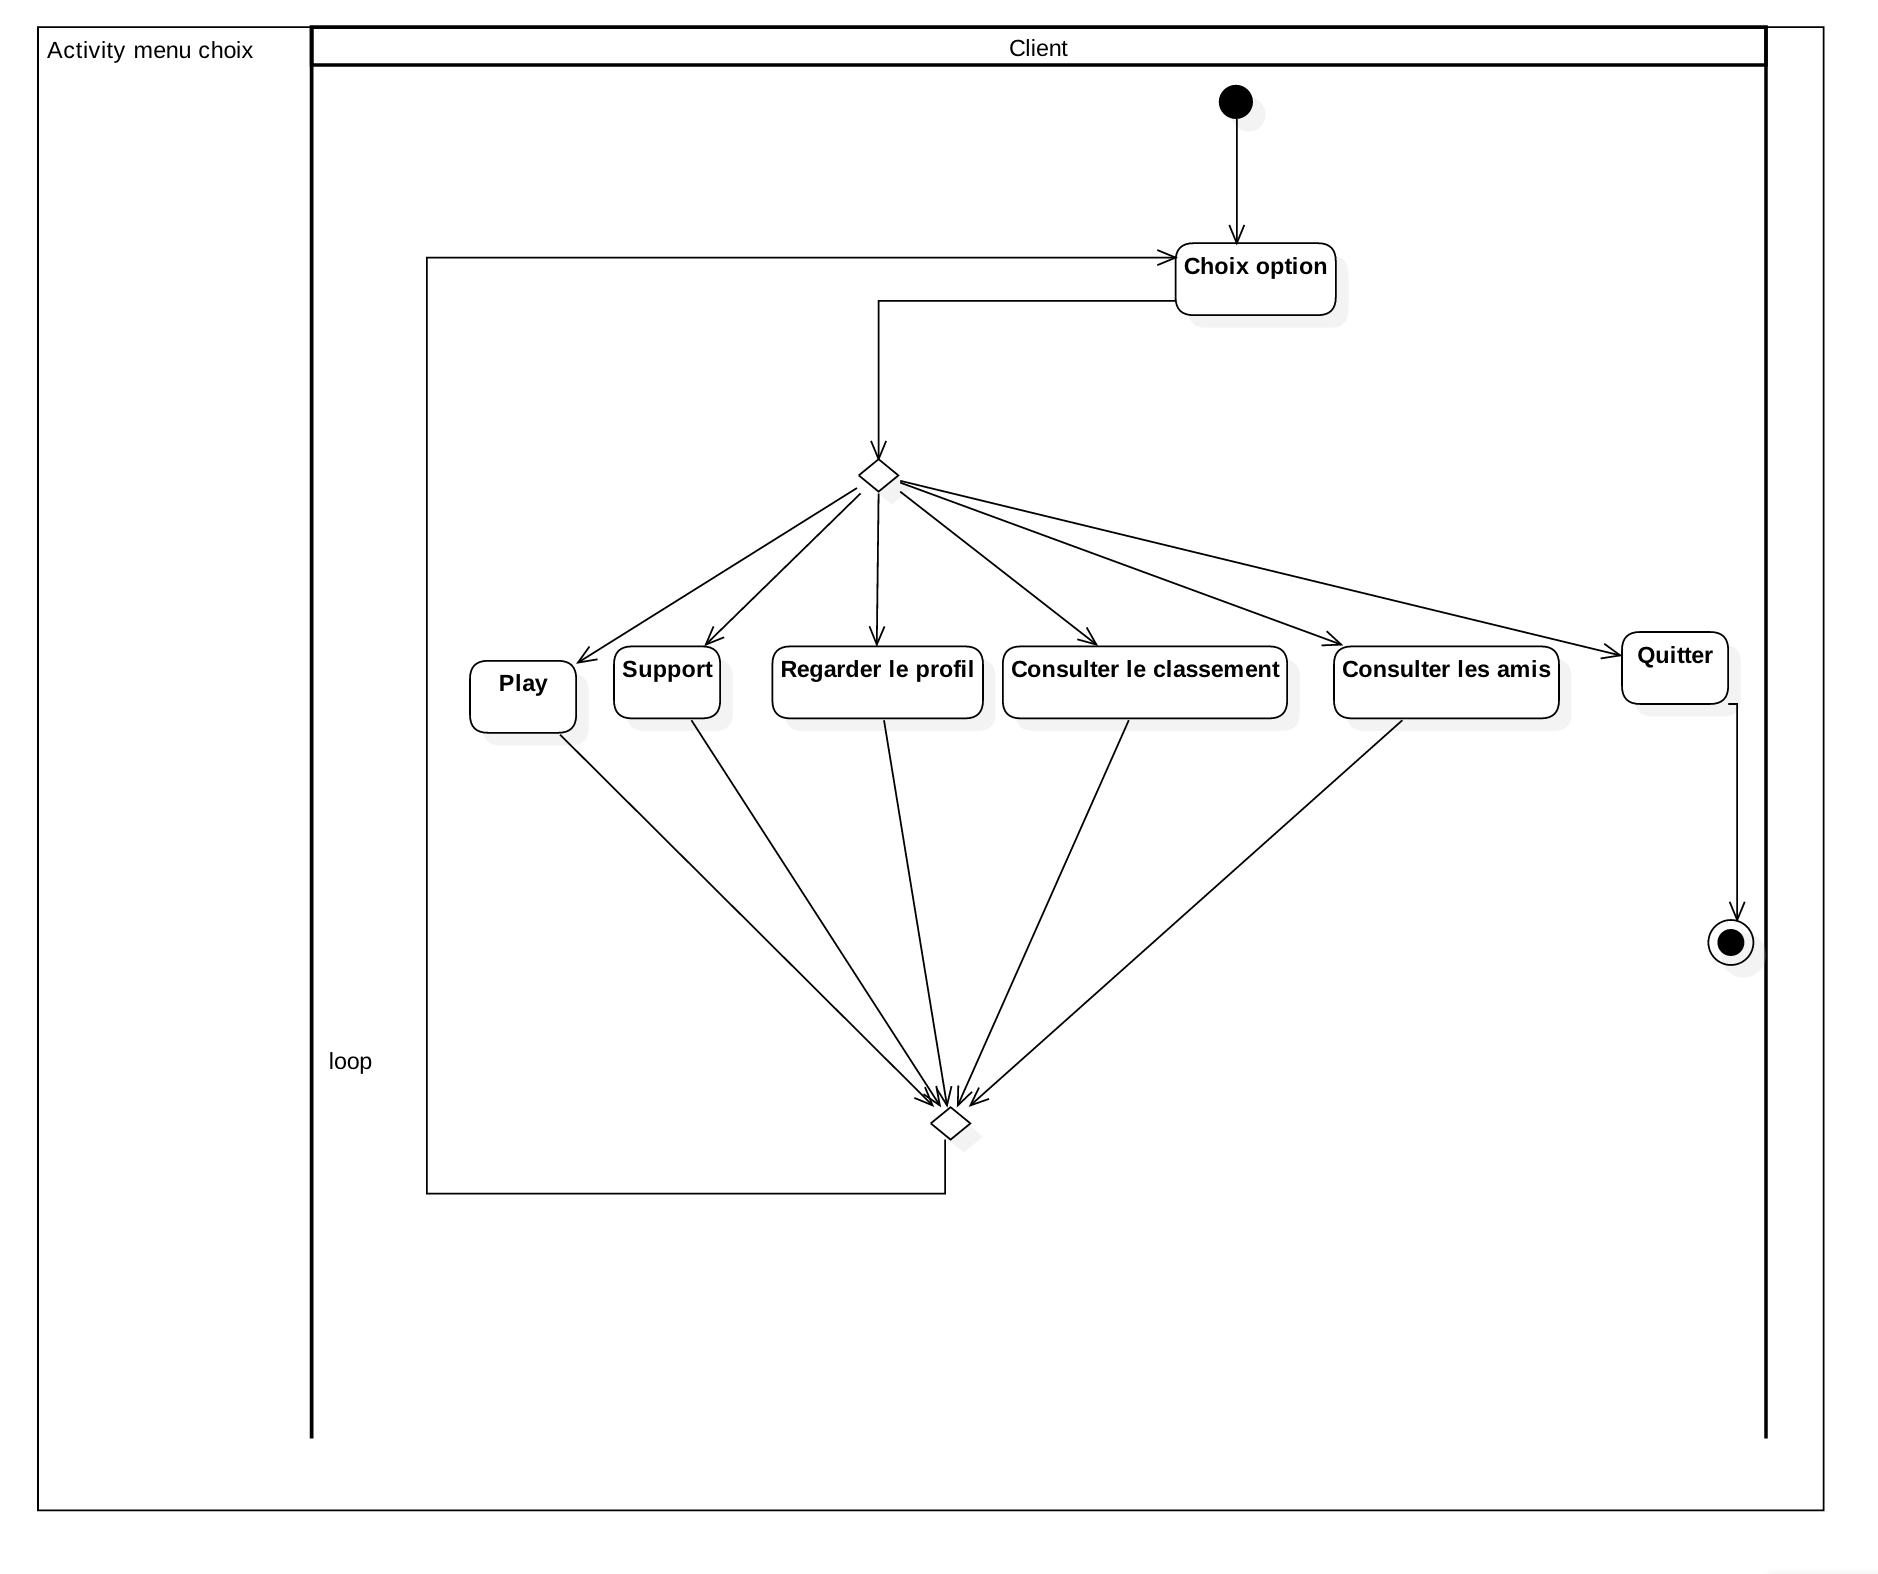 Activity menu choix
Client
Choix option
Play
Support
Regarder le profil
Consulter le classement
Consulter les amis
Quitter
loop